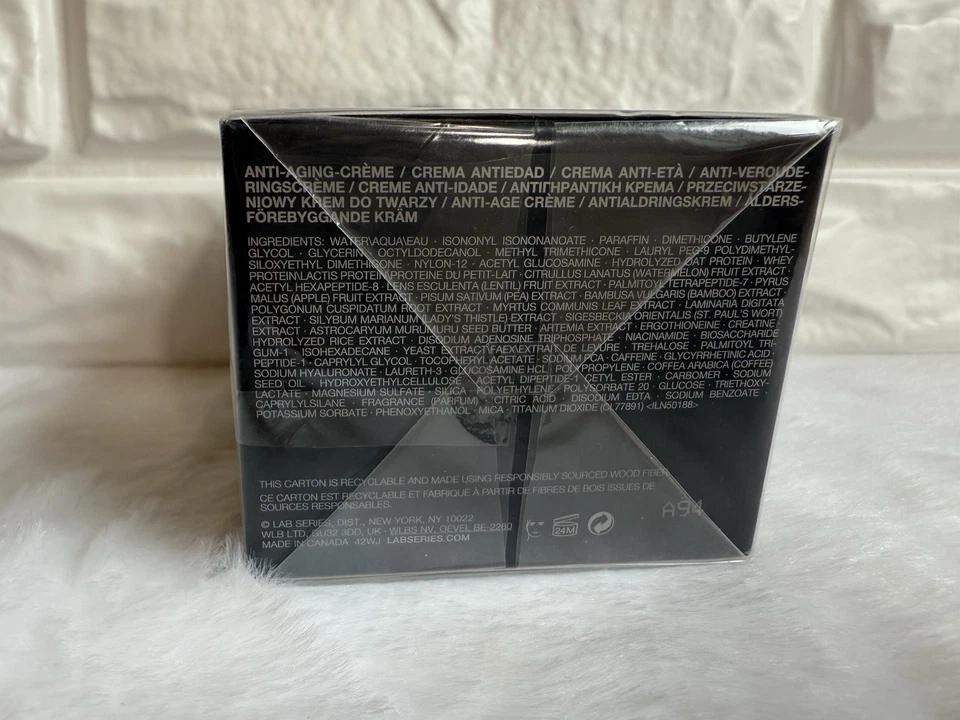 ANTI-AGING-CRÈME / CREMA ANTIEDAD / CREMA ANTI-ETÀ / ANTI-VEROUDE-
RINGSCRÈME / CREME ANTI-IDADE / ΑΝΤΙΓΗΡΑΝΤΙΚΗ ΚΡΕΜΑ / PRZECIWSTARZE-
NIOWY KREM DO TWARZY / ANTI-AGE CRÈME / ANTIALDRINGSKREM / ÅLDERS-
FÖREBYGGANDE KRÄM
INGREDIENTS: WATER\AQUA\EAU · ISONONYL ISONONANOATE · PARAFFIN · DIMETHICONE · BUTYLENE
GLYCOL · GLYCERIN · OCTYLDODECANOL · METHYL TRIMETHICONE · LAURYL PEG-9 POLYDIMETHYL-
SILOXYETHYL DIMETHICONE · NYLON-12 · ACETYL GLUCOSAMINE · HYDROLYZED OAT PROTEIN · WHEY
PROTEIN\LACTIS PROTEIN\PROTÉINE DU PETIT-LAIT · CITRULLUS LANATUS (WATERMELON) FRUIT EXTRACT ·
ACETYL HEXAPEPTIDE-8 · LENS ESCULENTA (LENTIL) FRUIT EXTRACT · PALMITOYL TETRAPEPTIDE-7 · PYRUS
MALUS (APPLE) FRUIT EXTRACT · PISUM SATIVUM (PEA) EXTRACT · BAMBUSA VULGARIS (BAMBOO) EXTRACT ·
POLYGONUM CUSPIDATUM ROOT EXTRACT · MYRTUS COMMUNIS LEAF EXTRACT · LAMINARIA DIGITATA
EXTRACT · SILYBUM MARIANUM (LADY'S THISTLE) EXTRACT · SIGESBECKIA ORIENTALIS (ST. PAUL'S WORT)
EXTRACT · ASTROCARYUM MURUMURU SEED BUTTER · ARTEMIA EXTRACT · ERGOTHIONEINE · CREATINE ·
HYDROLYZED RICE EXTRACT · DISODIUM ADENOSINE TRIPHOSPHATE · NIACINAMIDE · BIOSACCHARIDE
GUM-1 · ISOHEXADECANE · YEAST EXTRACT\FAEX\EXTRAIT DE LEVURE · TREHALOSE · PALMITOYL TRI-
PEPTIDE-1 · CAPRYLYL GLYCOL · TOCOPHERYL ACETATE · SODIUM PCA · CAFFEINE · GLYCYRRHETINIC ACID ·
SODIUM HYALURONATE · LAURETH-3 · GLUCOSAMINE HCL · POLYPROPYLENE · COFFEA ARABICA (COFFEE)
SEED OIL · HYDROXYETHYLCELLULOSE · ACETYL DIPEPTIDE-1 CETYL ESTER · CARBOMER · SODIUM
LACTATE · MAGNESIUM SULFATE · SILICA · POLYETHYLENE · POLYSORBATE 20 · GLUCOSE · TRIETHOXY-
CAPRYLYLSILANE · FRAGRANCE (PARFUM) · CITRIC ACID · DISODIUM EDTA · SODIUM BENZOATE ·
POTASSIUM SORBATE · PHENOXYETHANOL · MICA · TITANIUM DIOXIDE (CI 77891) <ILN50188>
THIS CARTON IS RECYCLABLE AND MADE USING RESPONSIBLY SOURCED WOOD FIBER.
CE CARTON EST RECYCLABLE ET FABRIQUÉ À PARTIR DE FIBRES DE BOIS ISSUES DE
SOURCES RESPONSABLES.
© LAB SERIES, DIST., NEW YORK, NY 10022
WLB LTD, GU32 3DD, UK · WLBS NV, OEVEL BE-2260
MADE IN CANADA 42WJ LABSERIES.COM
24M
A94